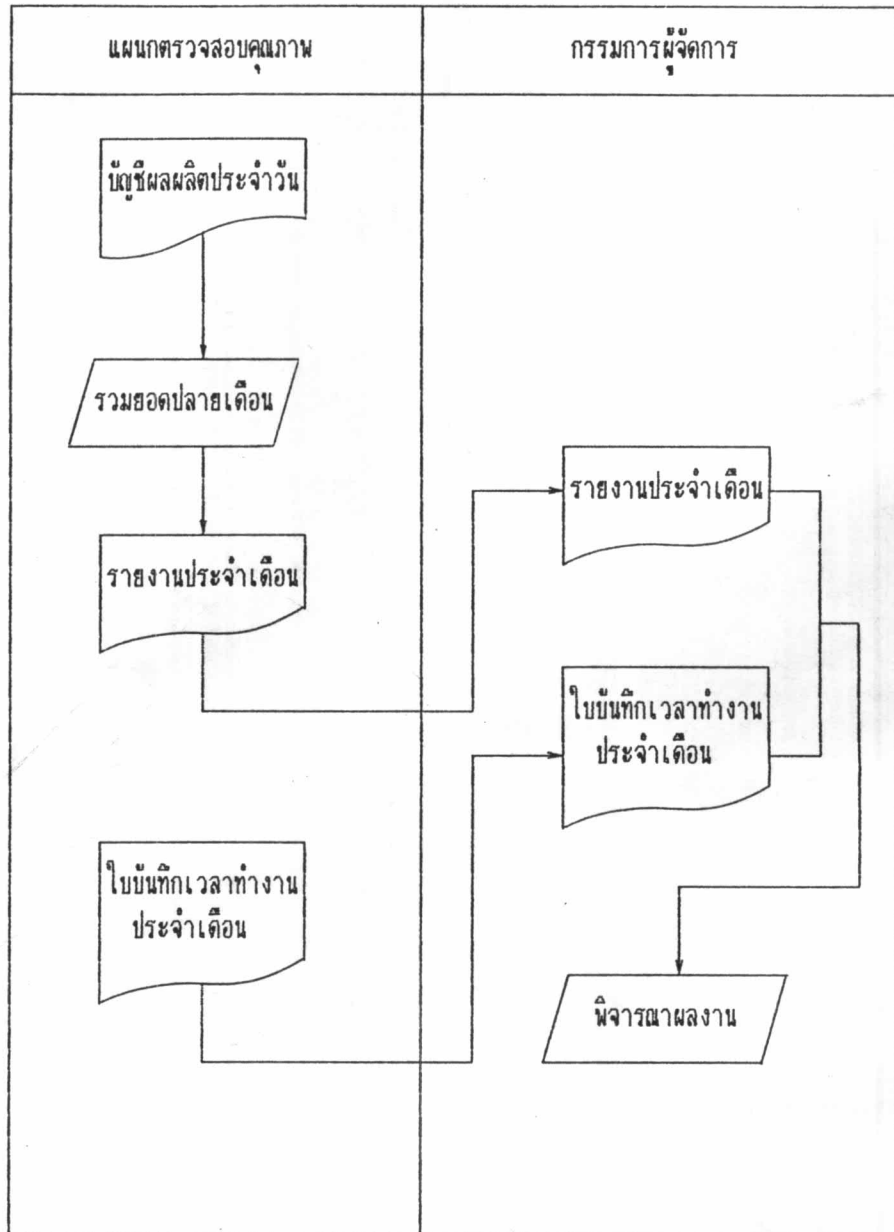 แผนกตรวจสอบคุณภาพ
กรรมการผู้จัดการ
บัญชีผลผลิตประจำวัน
รวมยอดปลายเดือน
รายงานประจำเดือน
รายงานประจำเดือน
ใบบันทึกเวลาทำงาน
ประจำเดือน
ใบบันทึกเวลาทำงาน
ประจำเดือน
พิจารณาผลงาน